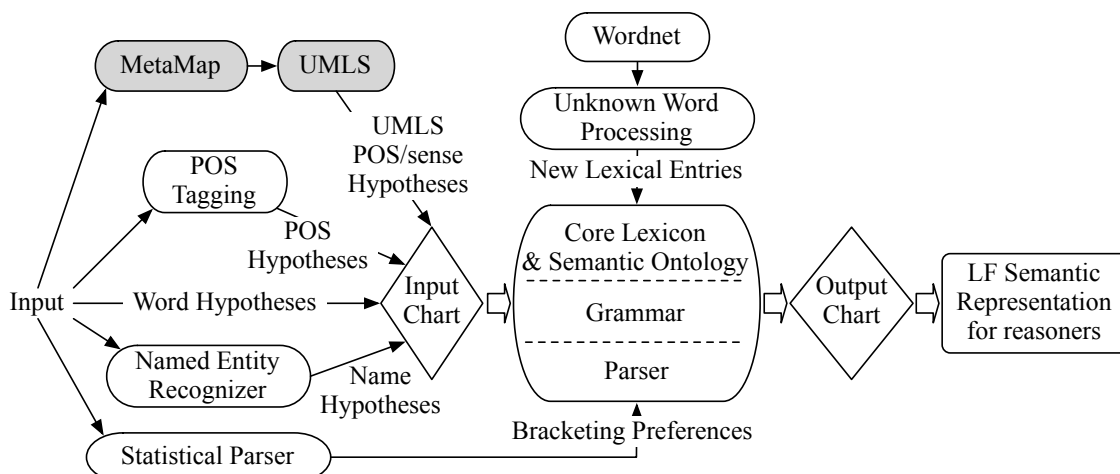 Wordnet
MetaMap
UMLS
Unknown Word
Processing
UMLS
POS/sense
Hypotheses
New Lexical Entries
POS
Tagging
POS
Hypotheses
Core Lexicon
& Semantic Ontology
Input
Word Hypotheses
Input
Chart
Grammar
Output
Chart
LF Semantic
Representation
for reasoners
Named Entity
Recognizer
Name
Hypotheses
Parser
Bracketing Preferences
Statistical Parser